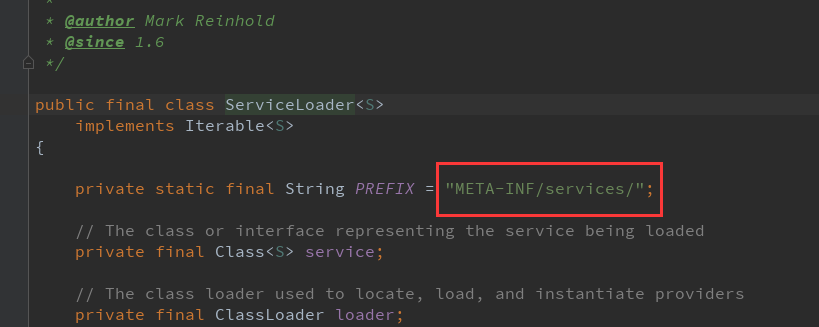 *
* @author Mark Reinhold
* @since 1.6
*/
public final class ServiceLoader<S>
implements Iterable<S>
{
private static final String PREFIX = "META-INF/services/";
// The class or interface representing the service being loaded
private final Class<S> service;
// The class loader used to locate, load, and instantiate providers
private final ClassLoader loader;